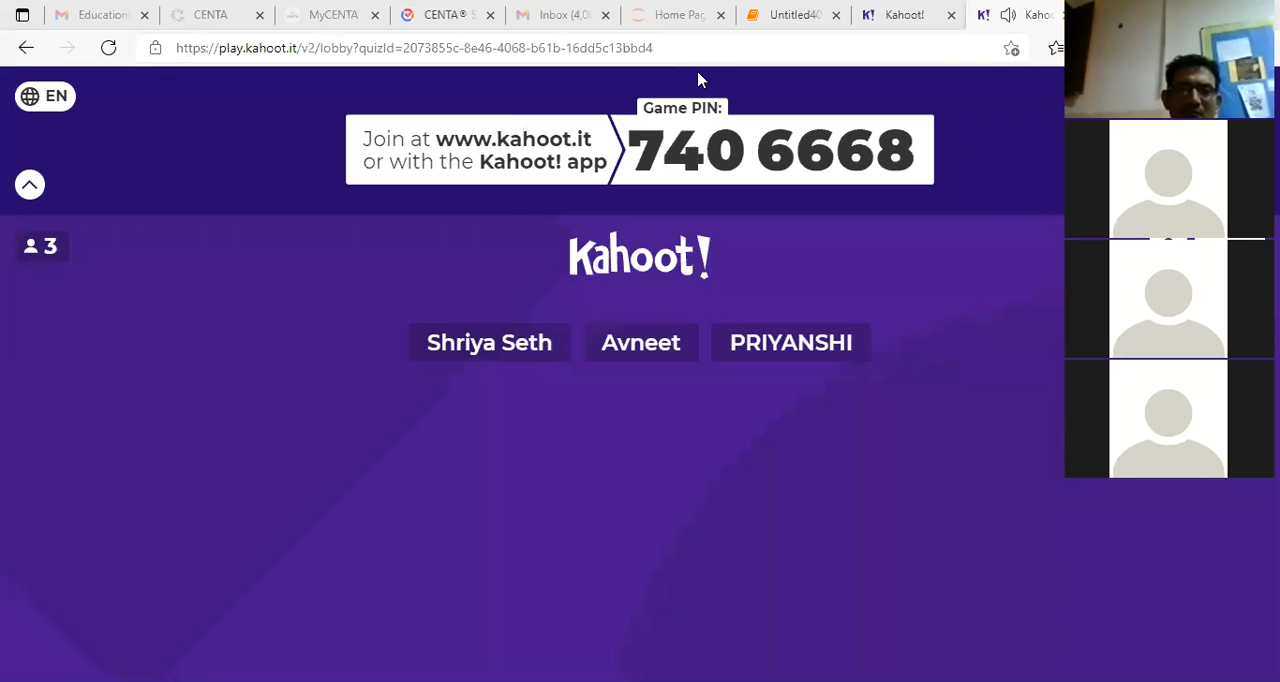 Education
CENTA
MyCENTA
CENTA® S
Inbox (4,0
Home Pag
Untitled40
Kahoot!
Kahoo
https://play.kahoot.it/v2/lobby?quizId=2073855c-8e46-4068-b61b-16dd5c13bbd4
EN
Game PIN:
Join at www.kahoot.it
or with the Kahoot! app
740 6668
3
Kahoot!
Shriya Seth
Avneet
PRIYANSHI